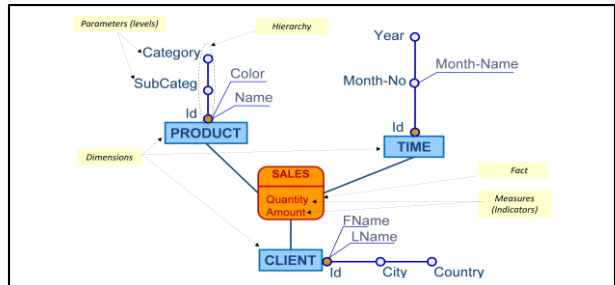 Parameters (levels)
Hierarchy
Year
Category
Color
Month-Name
SubCateg
Month-No
Name
Id
Id
PRODUCT
TIME
Dimensions
SALES
Fact
Quantity
Amount
Measures
(Indicators)
FName
LName
CLIENT
Id
City
Country